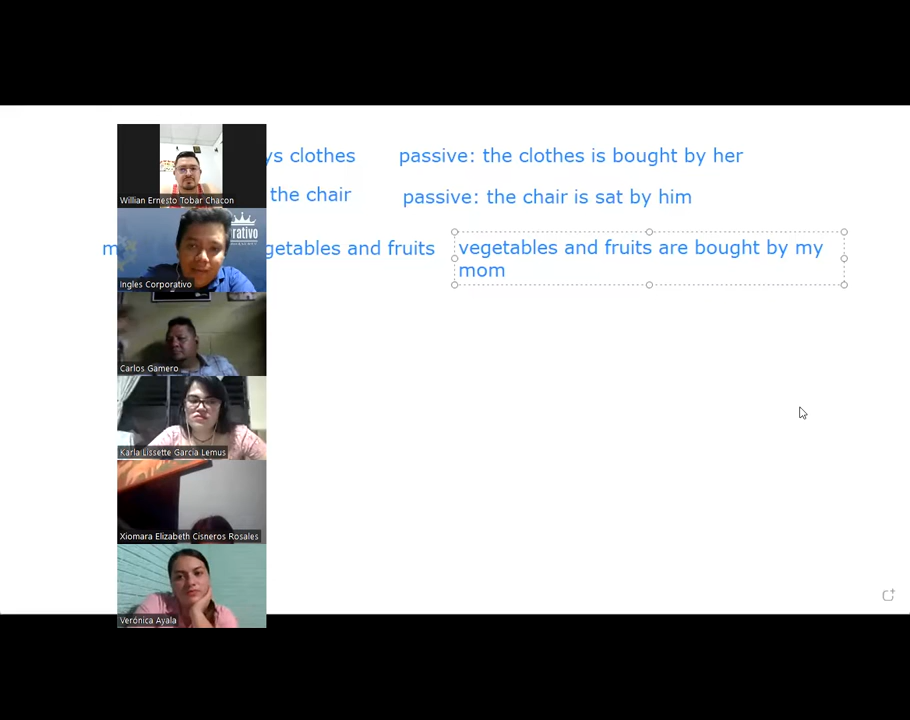 ys clothes passive: the clothes is bought by her
the chair passive: the chair is sat by him
getables and fruits vegetables and fruits are bought by my
mom
Willian Ernesto Tobar Chacon
rativo
Ingles Corporativo
Carlos Gamero
Karla Lissette Garcia Lemus
Xiomara Elizabeth Cisneros Rosales
Verónica Ayala